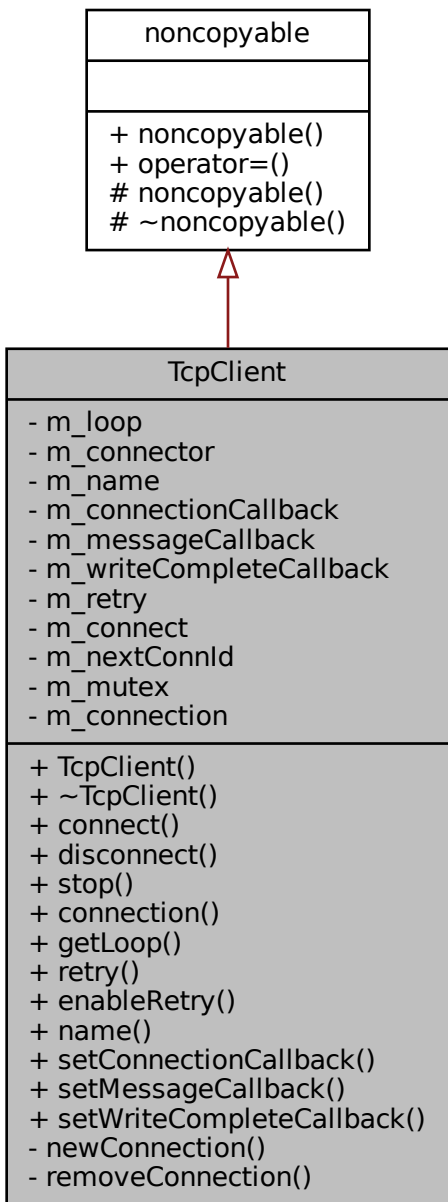 noncopyable
+ noncopyable()
+ operator=()
# noncopyable()
# ~noncopyable()
TcpClient
- m_loop
- m_connector
- m_name
- m_connectionCallback
- m_messageCallback
- m_writeCompleteCallback
- m_retry
- m_connect
- m_nextConnId
- m_mutex
- m_connection
+ TcpClient()
+ ~TcpClient()
+ connect()
+ disconnect()
+ stop()
+ connection()
+ getLoop()
+ retry()
+ enableRetry()
+ name()
+ setConnectionCallback()
+ setMessageCallback()
+ setWriteCompleteCallback()
- newConnection()
- removeConnection()